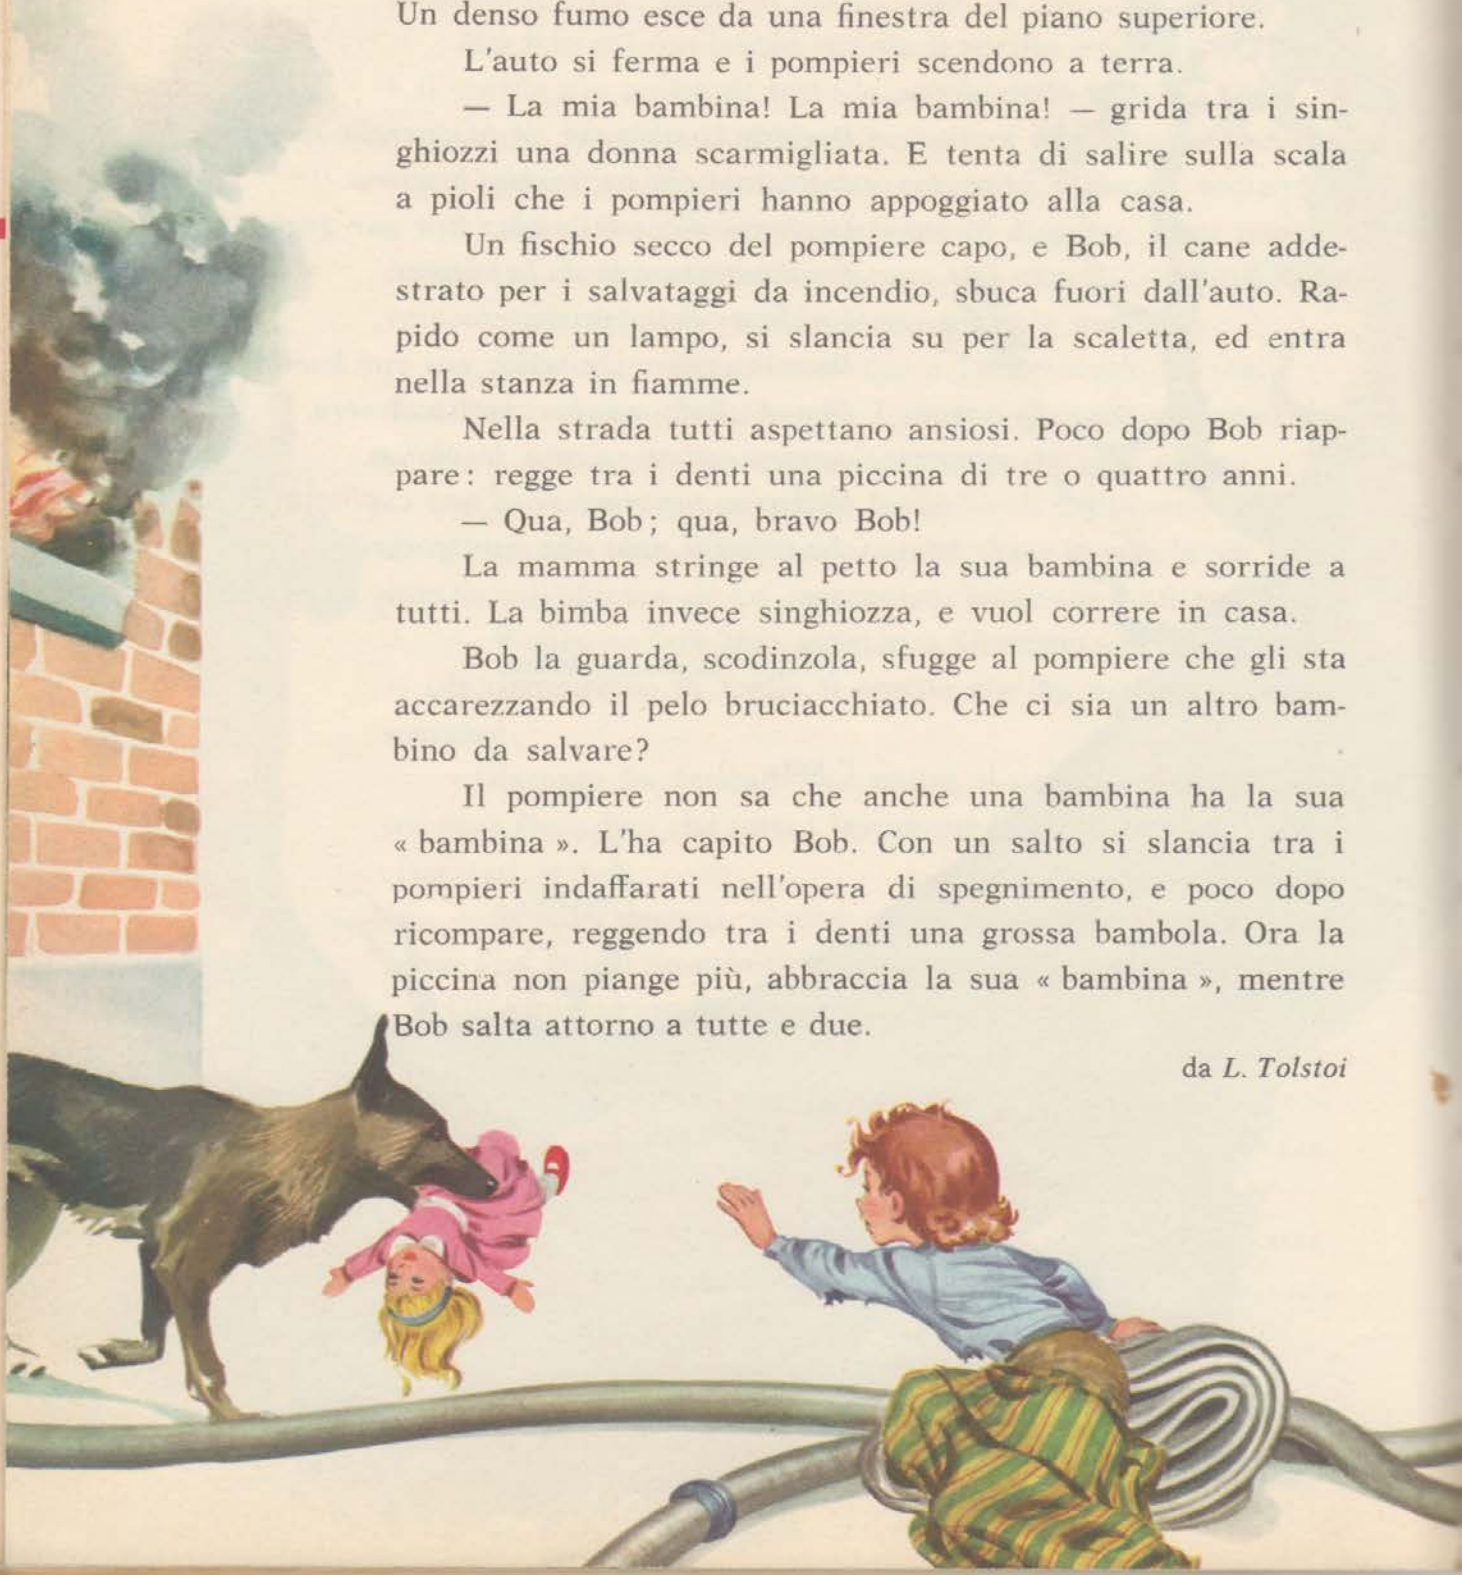 Un denso fumo esce da una finestra del piano superiore.
L'auto si ferma e i pompieri scendono a terra.
— La mia bambina! La mia bambina! — grida tra i sin-
ghiozzi una donna scarmigliata. E tenta di salire sulla scala
a pioli che i pompieri hanno appoggiato alla casa.
Un fischio secco del pompiere capo, e Bob, il cane adde-
strato per i salvataggi da incendio, sbuca fuori dall'auto. Ra-
pido come un lampo, si slancia su per la scaletta, ed entra
nella stanza in fiamme.
Nella strada tutti aspettano ansiosi. Poco dopo Bob riap-
pare: regge tra i denti una piccina di tre o quattro anni.
— Qua, Bob; qua, bravo Bob!
La mamma stringe al petto la sua bambina e sorride a
tutti. La bimba invece singhiozza, e vuol correre in casa.
Bob la guarda, scodinzola, sfugge al pompiere che gli sta
accarezzando il pelo bruciacchiato. Che ci sia un altro bam-
bino da salvare?
Il pompiere non sa che anche una bambina ha la sua
« bambina ». L'ha capito Bob. Con un salto si slancia tra i
pompieri indaffarati nell'opera di spegnimento, e poco dopo
ricompare, reggendo tra i denti una grossa bambola. Ora la
piccina non piange più, abbraccia la sua « bambina », mentre
Bob salta attorno a tutte e due.
da L. Tolstoi